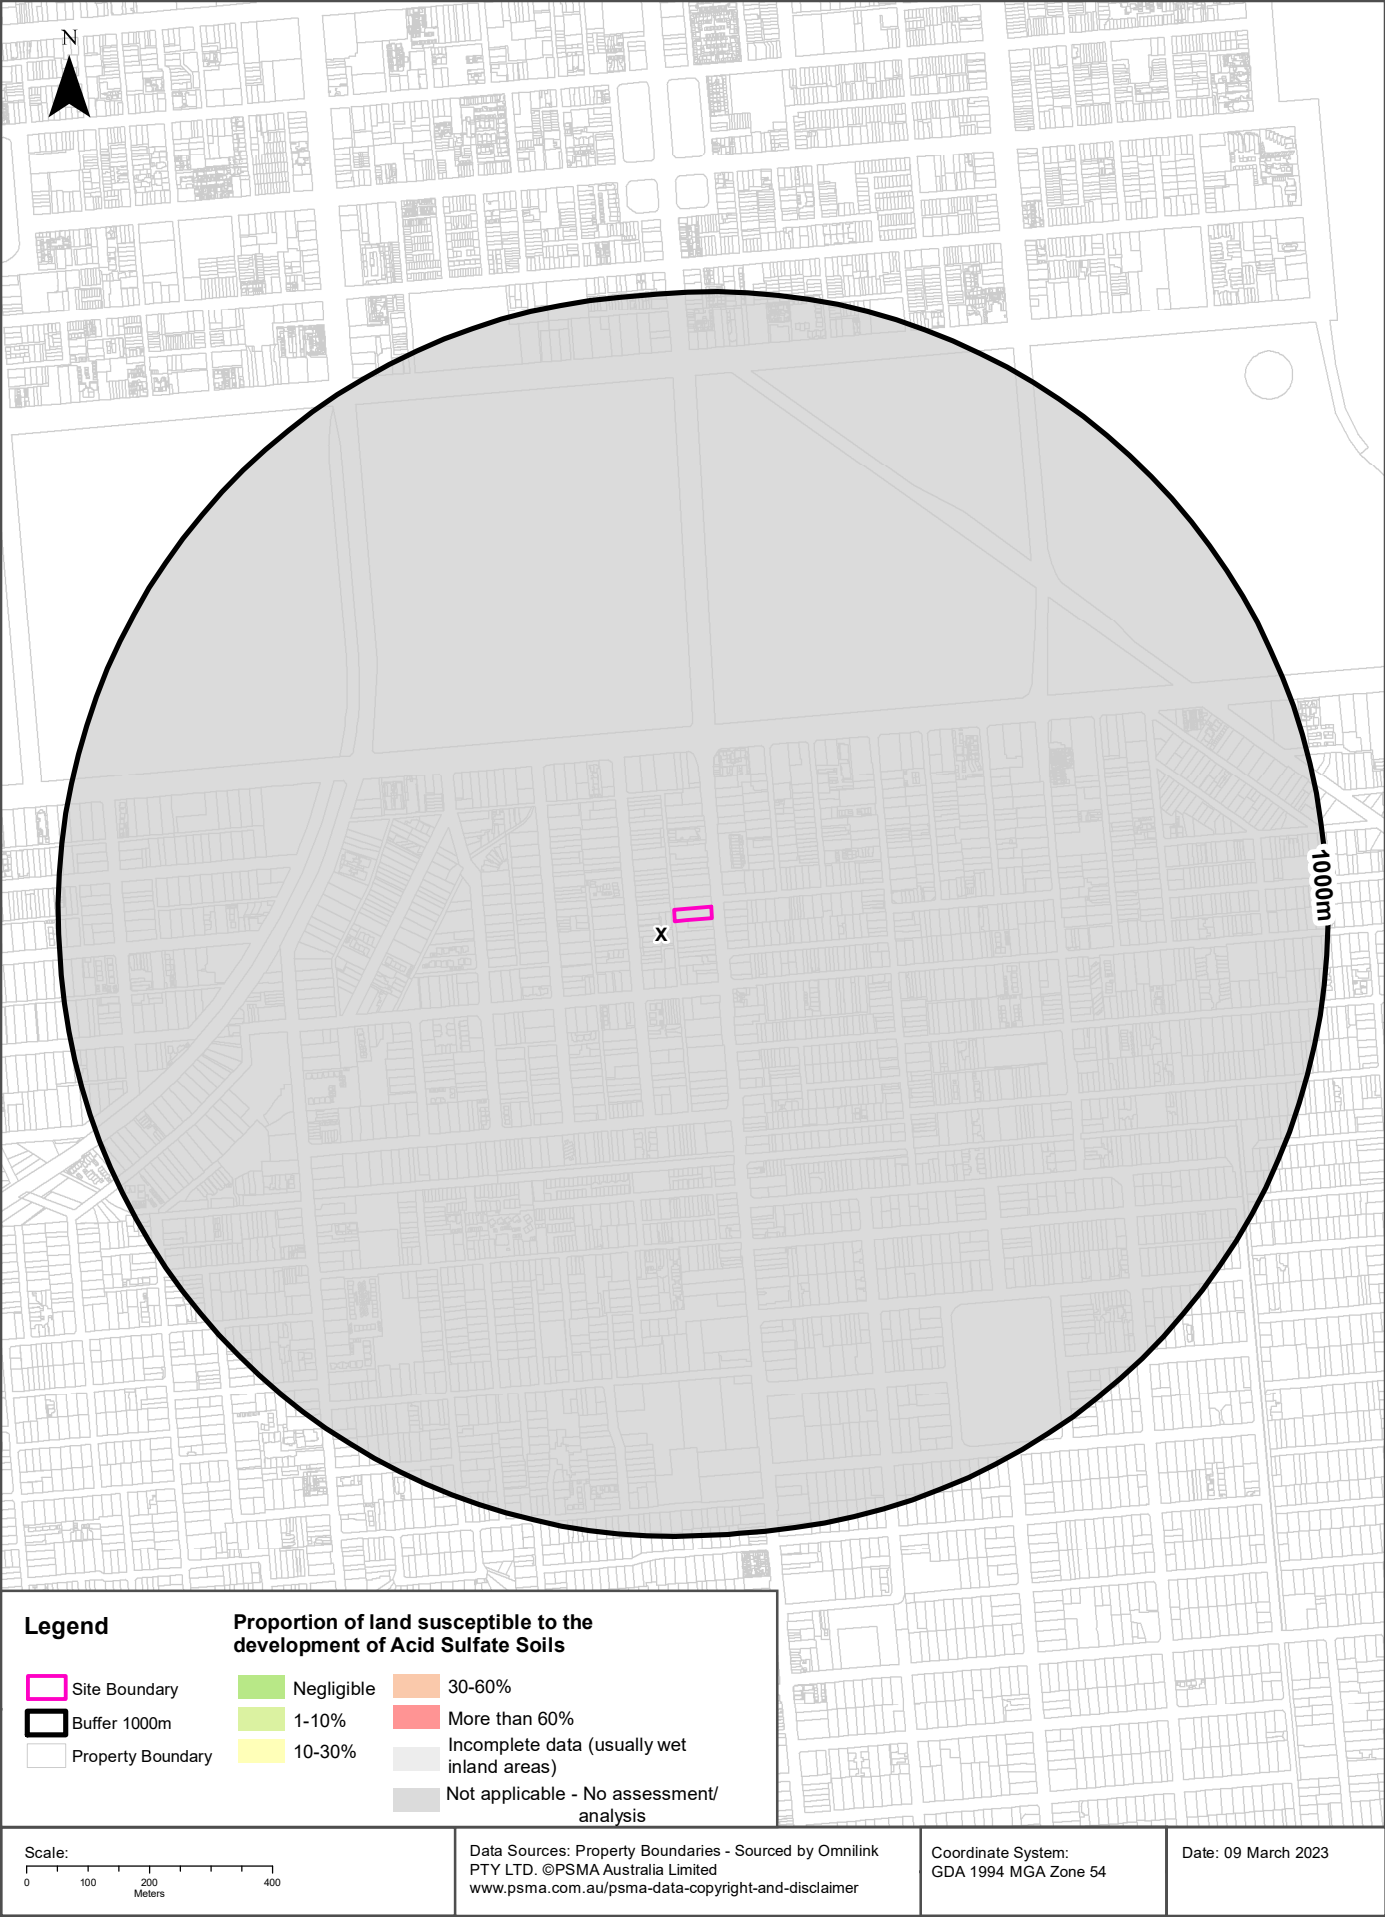 N
1000m
X
Legend
Site Boundary
Buffer 1000m
Property Boundary
Proportion of land susceptible to the
development of Acid Sulfate Soils
Negligible
1-10%
10-30%
30-60%
More than 60%
Incomplete data (usually wet
inland areas)
Not applicable - No assessment/
analysis
Scale:
0 100 200 400
Meters
Data Sources: Property Boundaries - Sourced by Omnilink
PTY LTD. ©PSMA Australia Limited
www.psma.com.au/psma-data-copyright-and-disclaimer
Coordinate System:
GDA 1994 MGA Zone 54
Date: 09 March 2023